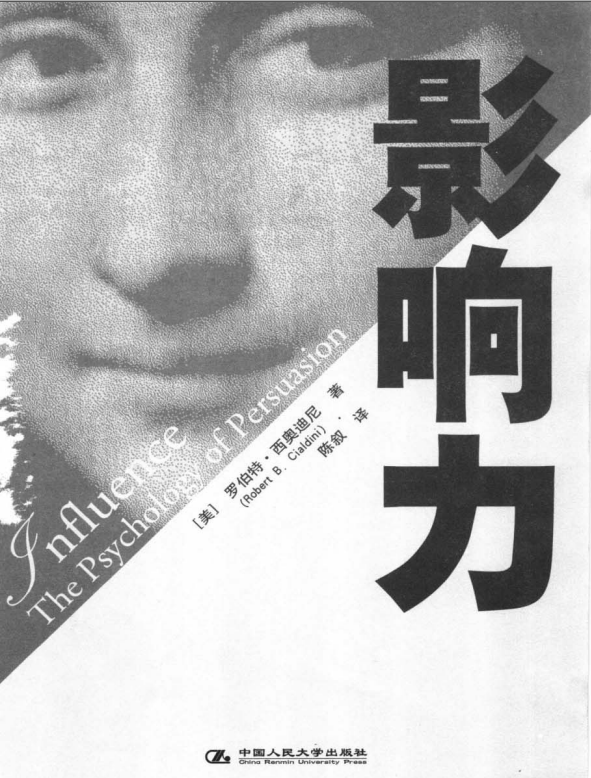 影响力
Influence
The Psychology of Persuasion
[美] 罗伯特·西奥迪尼 著
(Robert B. Cialdini)
陈叙 译
中国人民大学出版社
China Renmin University Press